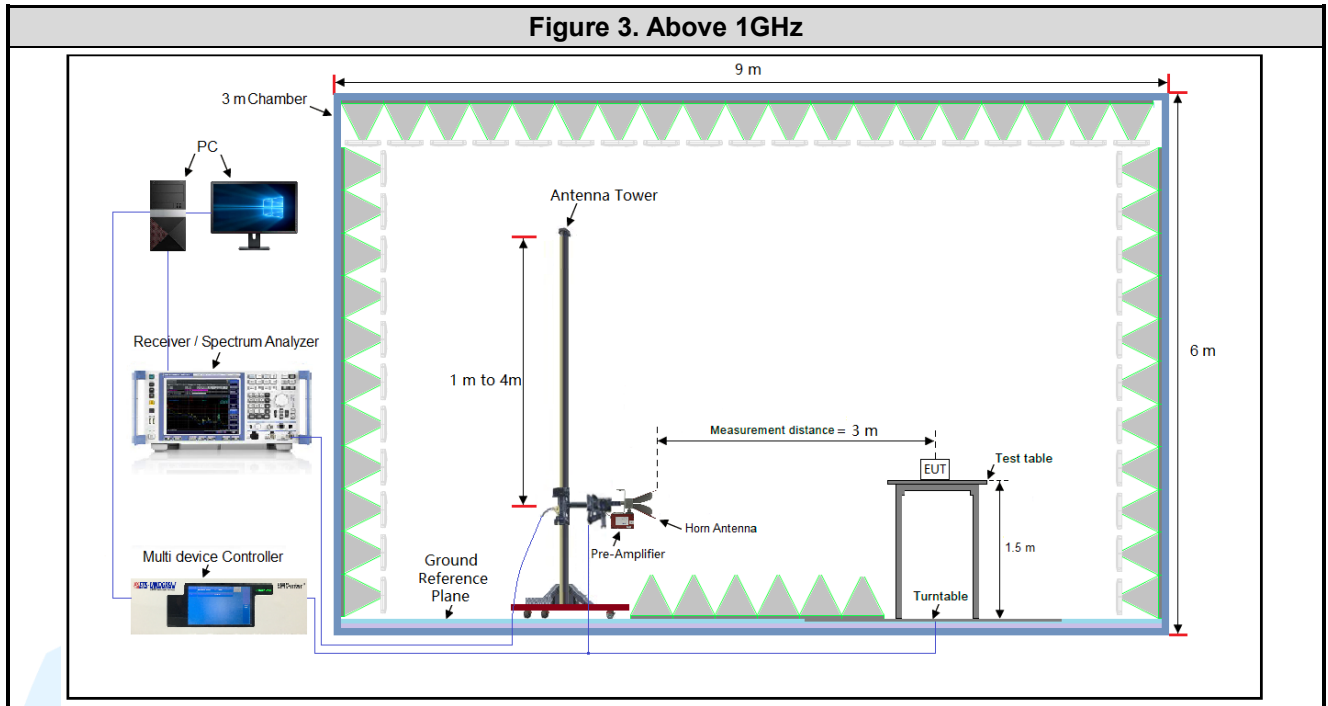 Figure 3. Above 1GHz
9 m
3 m Chamber
PC
Antenna Tower
Receiver / Spectrum Analyzer
1 m to 4m
6 m
Measurement distance = 3 m
EUT
Test table
Horn Antenna
Pre-Amplifier
1.5 m
Multi device Controller
Ground
Reference
Plane
Turntable